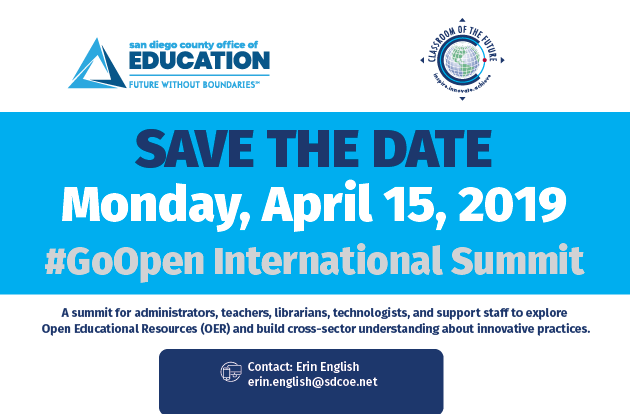 san diego county office of
EDUCATION
FUTURE WITHOUT BOUNDARIES℠
CLASSROOM OF THE FUTURE
inspire.innovate.achieve
SAVE THE DATE
Monday, April 15, 2019
#GoOpen International Summit
A summit for administrators, teachers, librarians, technologists, and support staff to explore
Open Educational Resources (OER) and build cross-sector understanding about innovative practices.
Contact: Erin English
erin.english@sdcoe.net